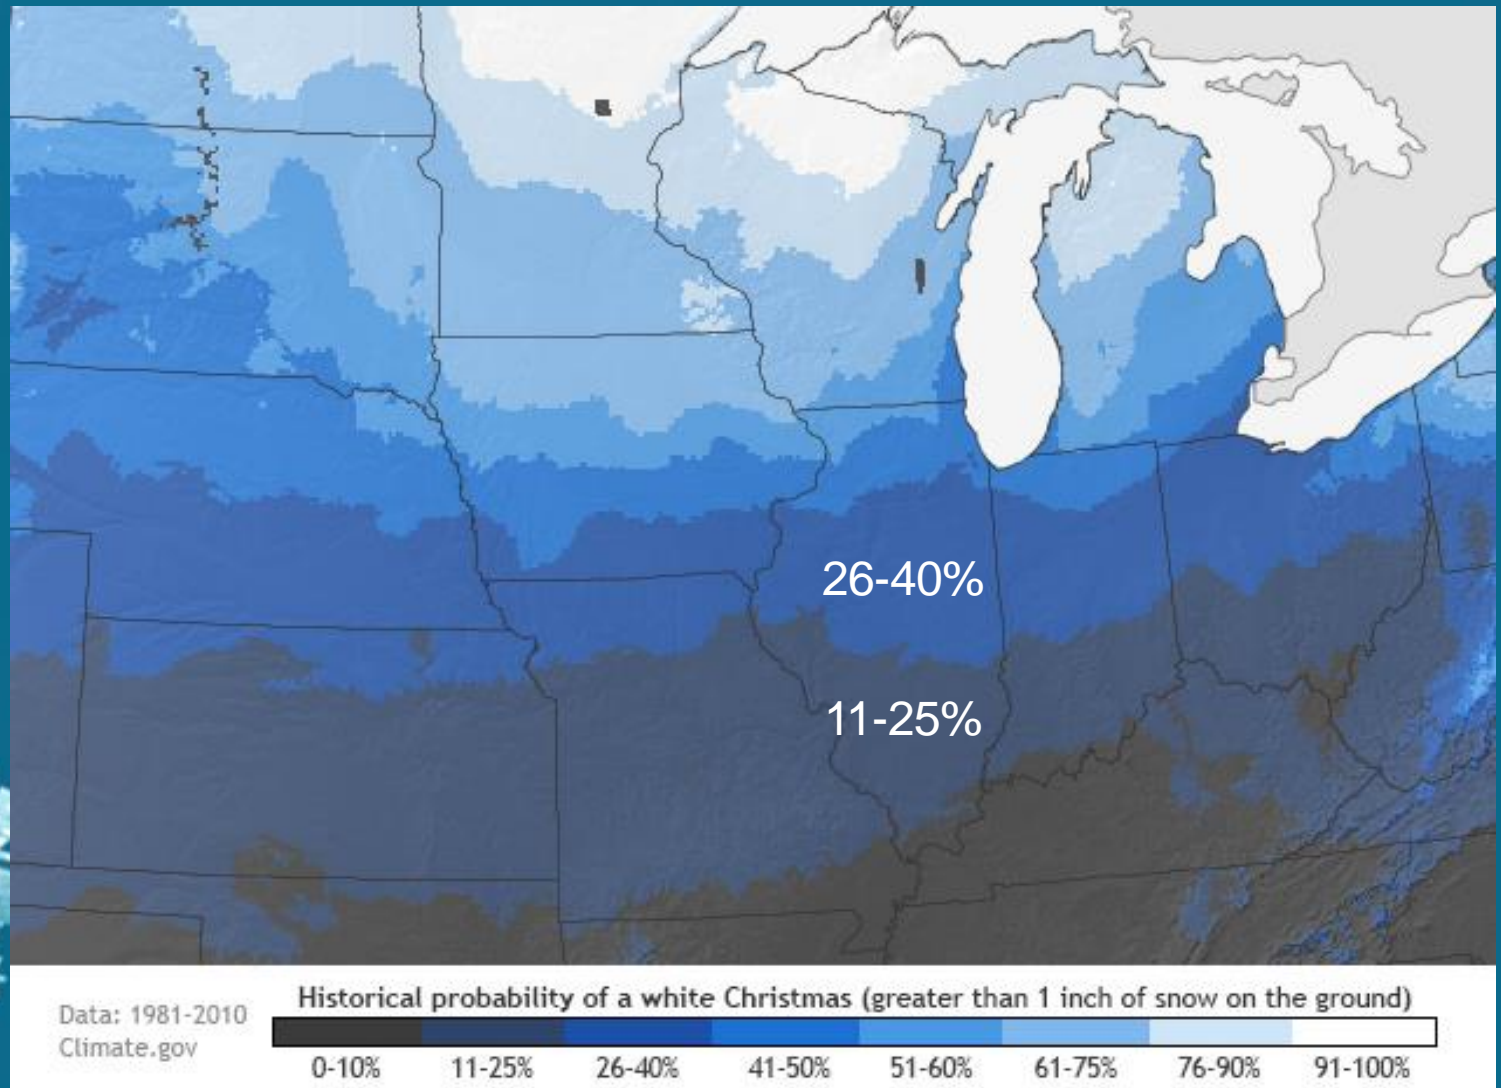 26-40%
11-25%
Historical probability of a white Christmas (greater than 1 inch of snow on the ground)
Data: 1981-2010
Climate.gov
0-10% 11-25% 26-40% 41-50% 51-60% 61-75% 76-90% 91-100%